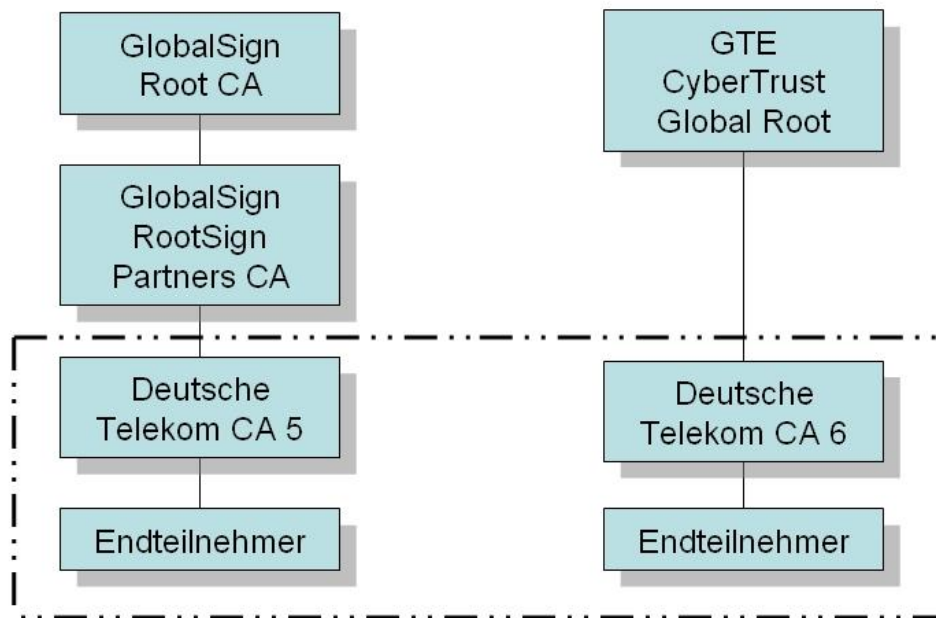 GlobalSign
Root CA
GlobalSign
RootSign
Partners CA
Deutsche
Telekom CA 5
Endteilnehmer
GTE
CyberTrust
Global Root
Deutsche
Telekom CA 6
Endteilnehmer